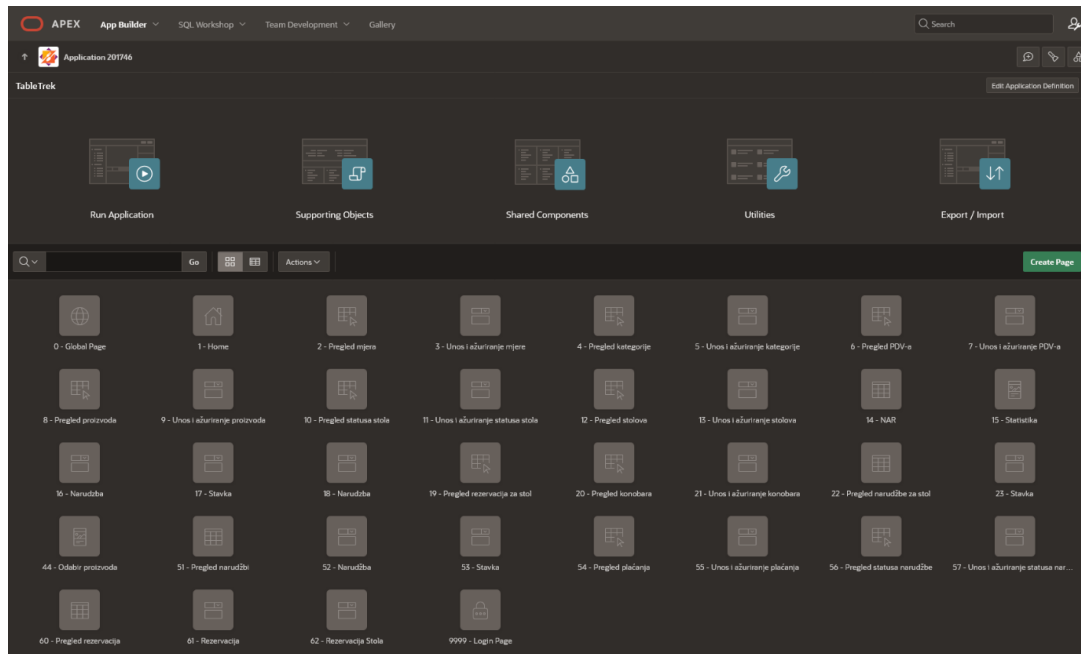 APEX App Builder SQL Workshop Team Development Gallery Search
Application 201746
TableTrek Edit Application Definition
Run Application Supporting Objects Shared Components Utilities Export / Import
Go Actions Create Page
0 - Global Page 1 - Home 2 - Pregled mjera 3 - Unos i ažuriranje mjere 4 - Pregled kategorije 5 - Unos i ažuriranje kategorije 6 - Pregled PDV-a 7 - Unos i ažuriranje PDV-a
8 - Pregled proizvoda 9 - Unos i ažuriranje proizvoda 10 - Pregled statusa stola 11 - Unos i ažuriranje statusa stola 12 - Pregled stolova 13 - Unos i ažuriranje stolova 14 - NAR 15 - Statistika
16 - Narudzba 17 - Stavka 18 - Narudzba 19 - Pregled rezervacija za stol 20 - Pregled konobara 21 - Unos i ažuriranje konobara 22 - Pregled narudžbe za stol 23 - Stavka
44 - Odabir proizvoda 51 - Pregled narudžbi 52 - Narudžba 53 - Stavka 54 - Pregled plaćanja 55 - Unos i ažuriranje plaćanja 56 - Pregled statusa narudžbe 57 - Unos i ažuriranje statusa nar...
60 - Pregled rezervacija 61 - Rezervacija 62 - Rezervacija Stola 9999 - Login Page